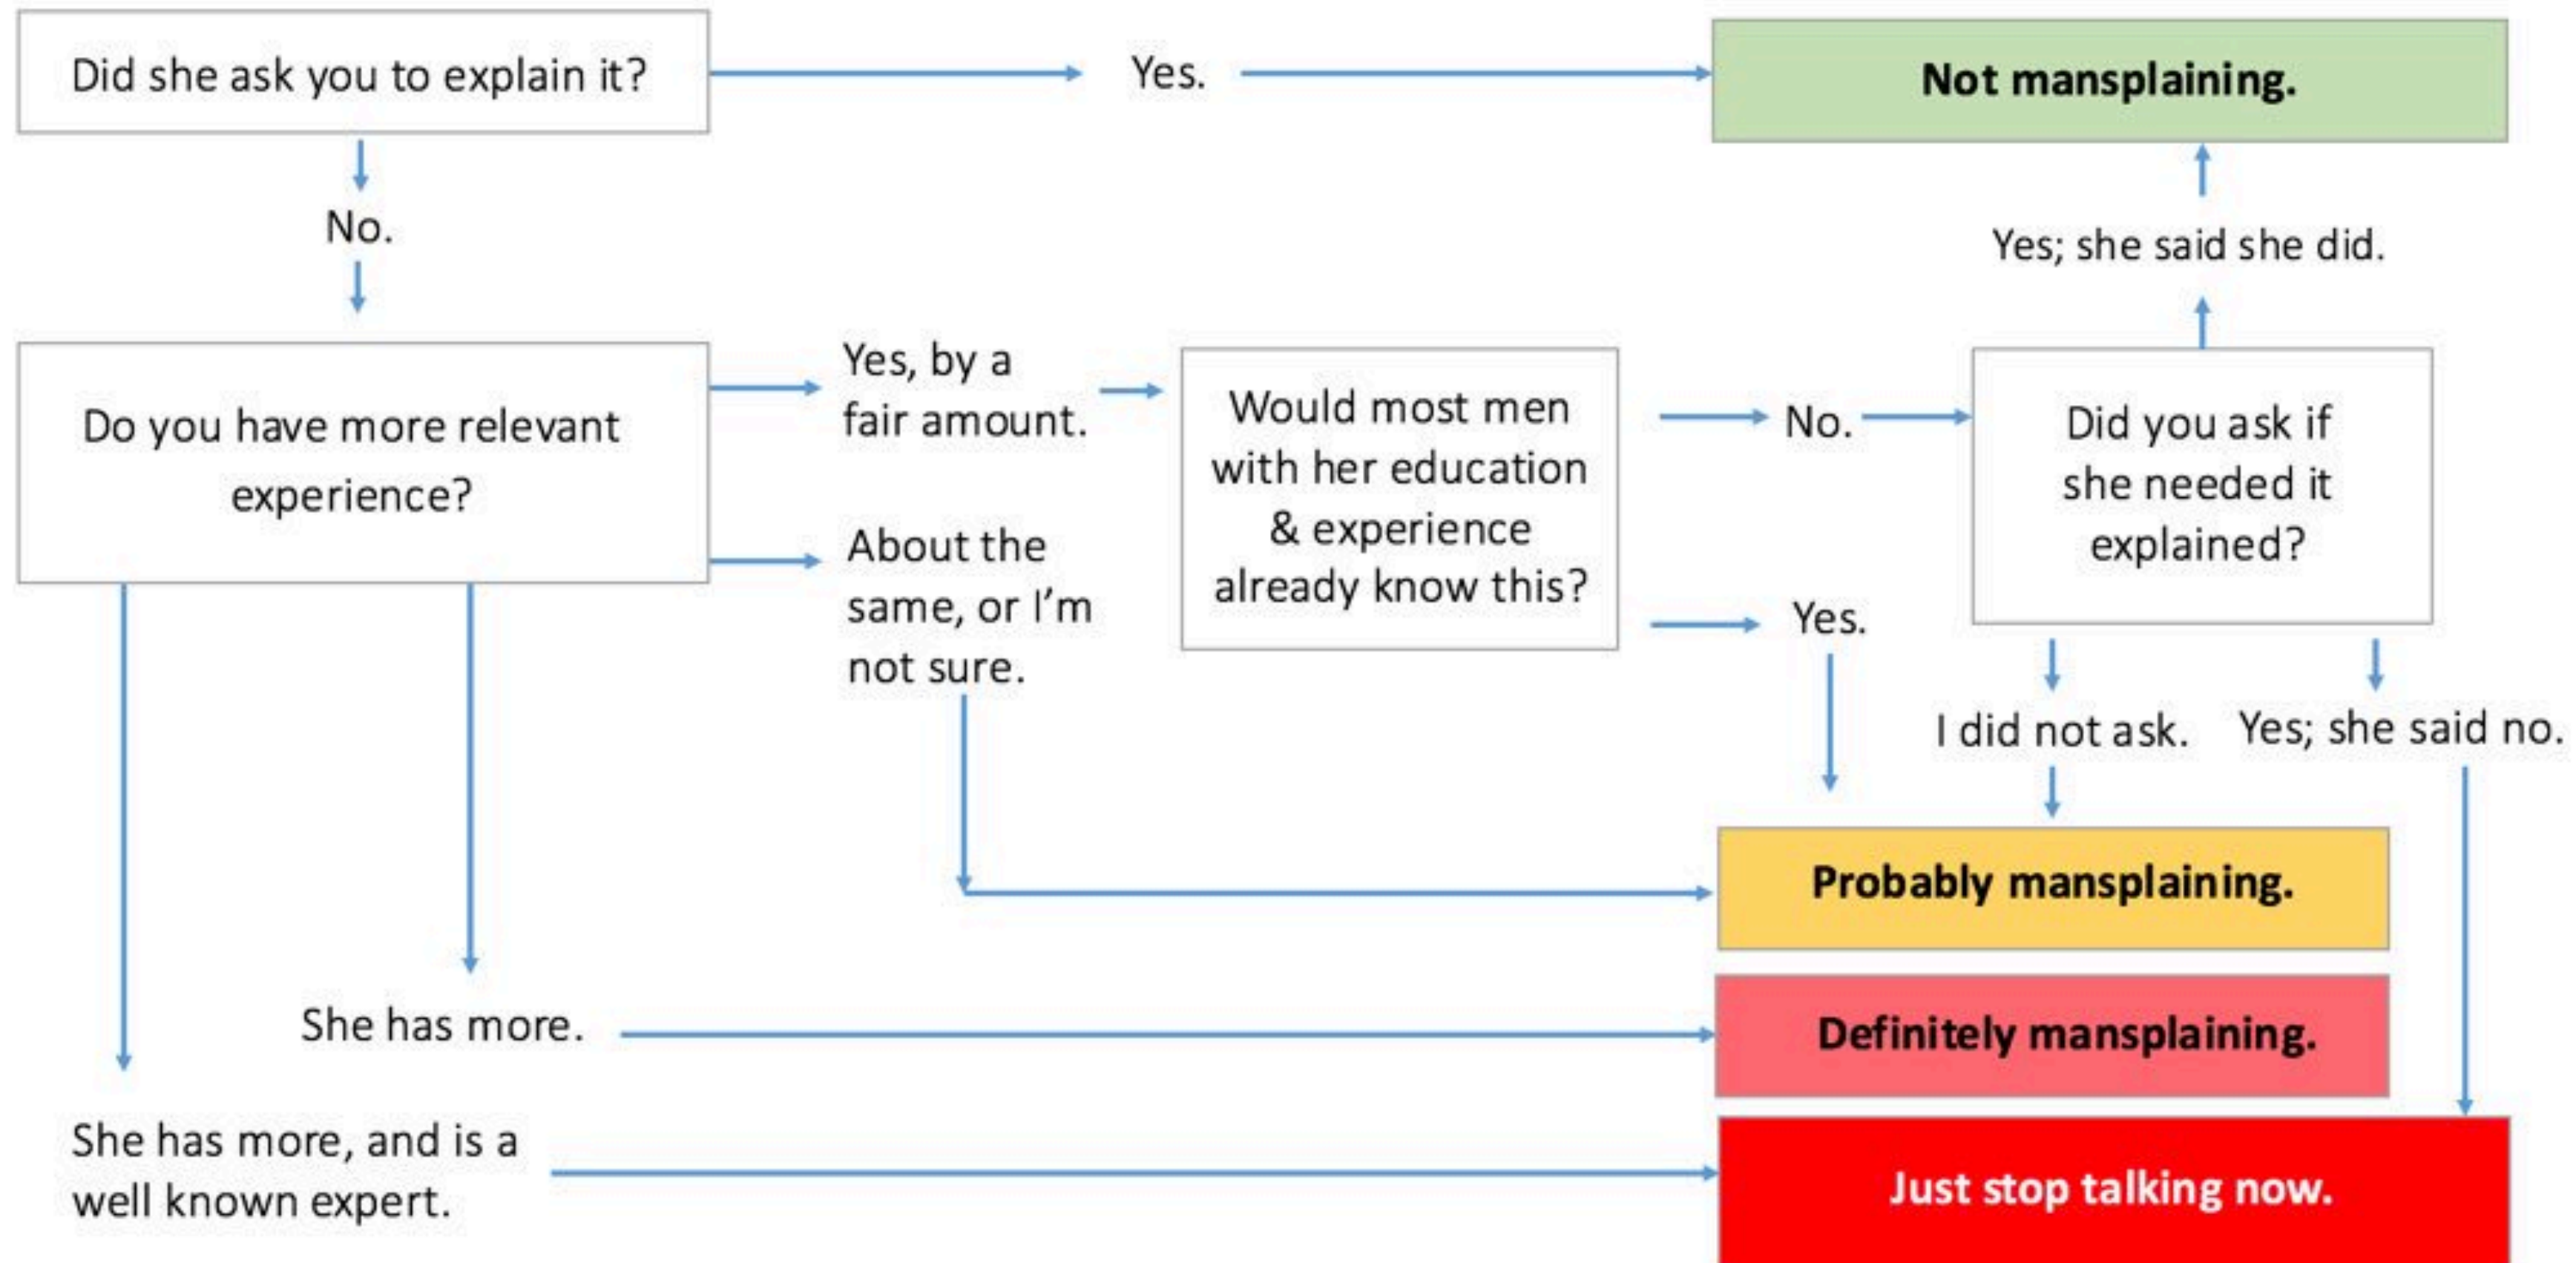 Did she ask you to explain it?
Yes.
Not mansplaining.
No.
Yes; she said she did.
Do you have more relevant
experience?
Yes, by a
fair amount.
About the
same, or I'm
not sure.
Would most men
with her education
& experience
already know this?
No.
Yes.
Did you ask if
she needed it
explained?
I did not ask.
Yes; she said no.
Probably mansplaining.
She has more.
Definitely mansplaining.
She has more, and is a
well known expert.
Just stop talking now.